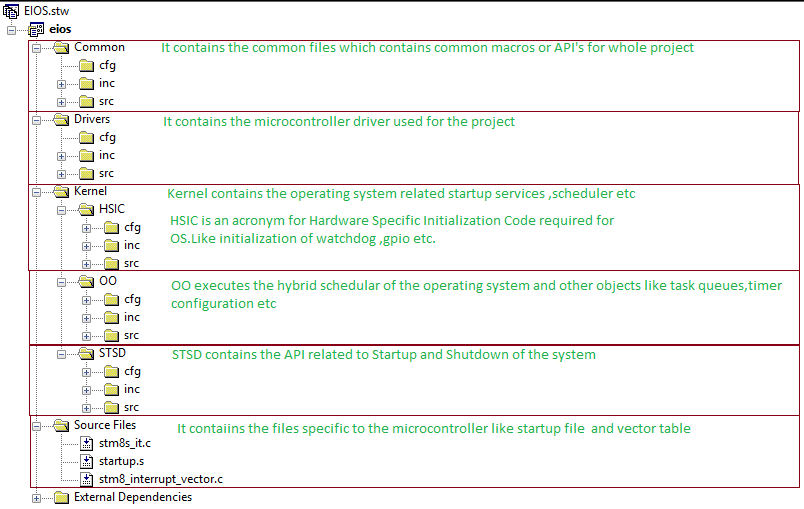 EIOS.stw
eios
Common It contains the common files which contains common macros or API's for whole project
cfg
inc
src
Drivers It contains the microcontroller driver used for the project
cfg
inc
src
Kernel Kernel contains the operating system related startup services ,scheduler etc
HSIC HSIC is an acronym for Hardware Specific Initialization Code required for
cfg OS.Like initialization of watchdog ,gpio etc.
inc
src
OO OO executes the hybrid schedular of the operating system and other objects like task queues,timer
cfg configuration etc
inc
src
STSD STSD contains the API related to Startup and Shutdown of the system
cfg
inc
src
Source Files It contaiins the files specific to the microcontroller like startup file and vector table
stm8s_it.c
startup.s
stm8_interrupt_vector.c
External Dependencies